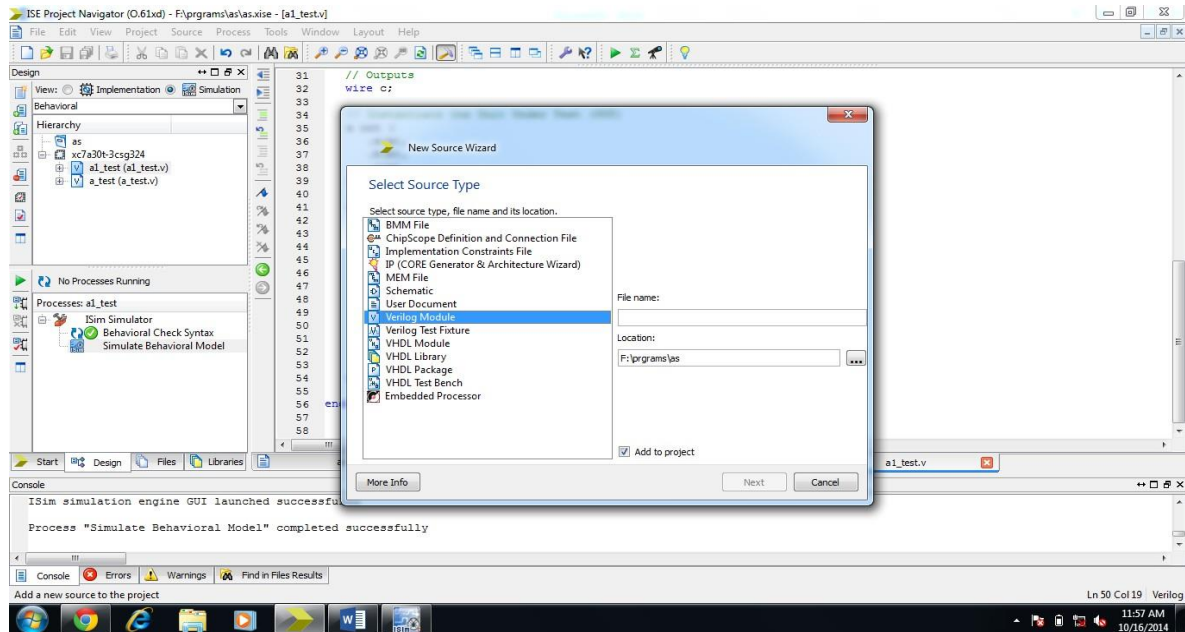 ISE Project Navigator (O.61xd) - F:\prgrams\as\as.xise - [a1_test.v]
File Edit View Project Source Process Tools Window Layout Help
Design
View: Implementation Simulation
Behavioral
Hierarchy
as
xc7a30t-3csg324
a1_test (a1_test.v)
a_test (a_test.v)
No Processes Running
Processes: a1_test
ISim Simulator
Behavioral Check Syntax
Simulate Behavioral Model
Start Design Files Libraries
31 // Outputs
32 wire c;
33
34
35
36
37
38
39
40
41
42
43
44
45
46
47
48
49
50
51
52
53
54
55
56 en
57
58
New Source Wizard
Select Source Type
Select source type, file name and its location.
BMM File
ChipScope Definition and Connection File
Implementation Constraints File
IP (CORE Generator & Architecture Wizard)
MEM File
Schematic
User Document
Verilog Module
Verilog Test Fixture
VHDL Module
VHDL Library
VHDL Package
VHDL Test Bench
Embedded Processor
File name:
Location:
F:\prgrams\as
...
Add to project
More Info Next Cancel
a1_test.v
Console
ISim simulation engine GUI launched successfu
Process "Simulate Behavioral Model" completed successfully
Console Errors Warnings Find in Files Results
Add a new source to the project
Ln 50 Col 19 Verilog
11:57 AM
10/16/2014